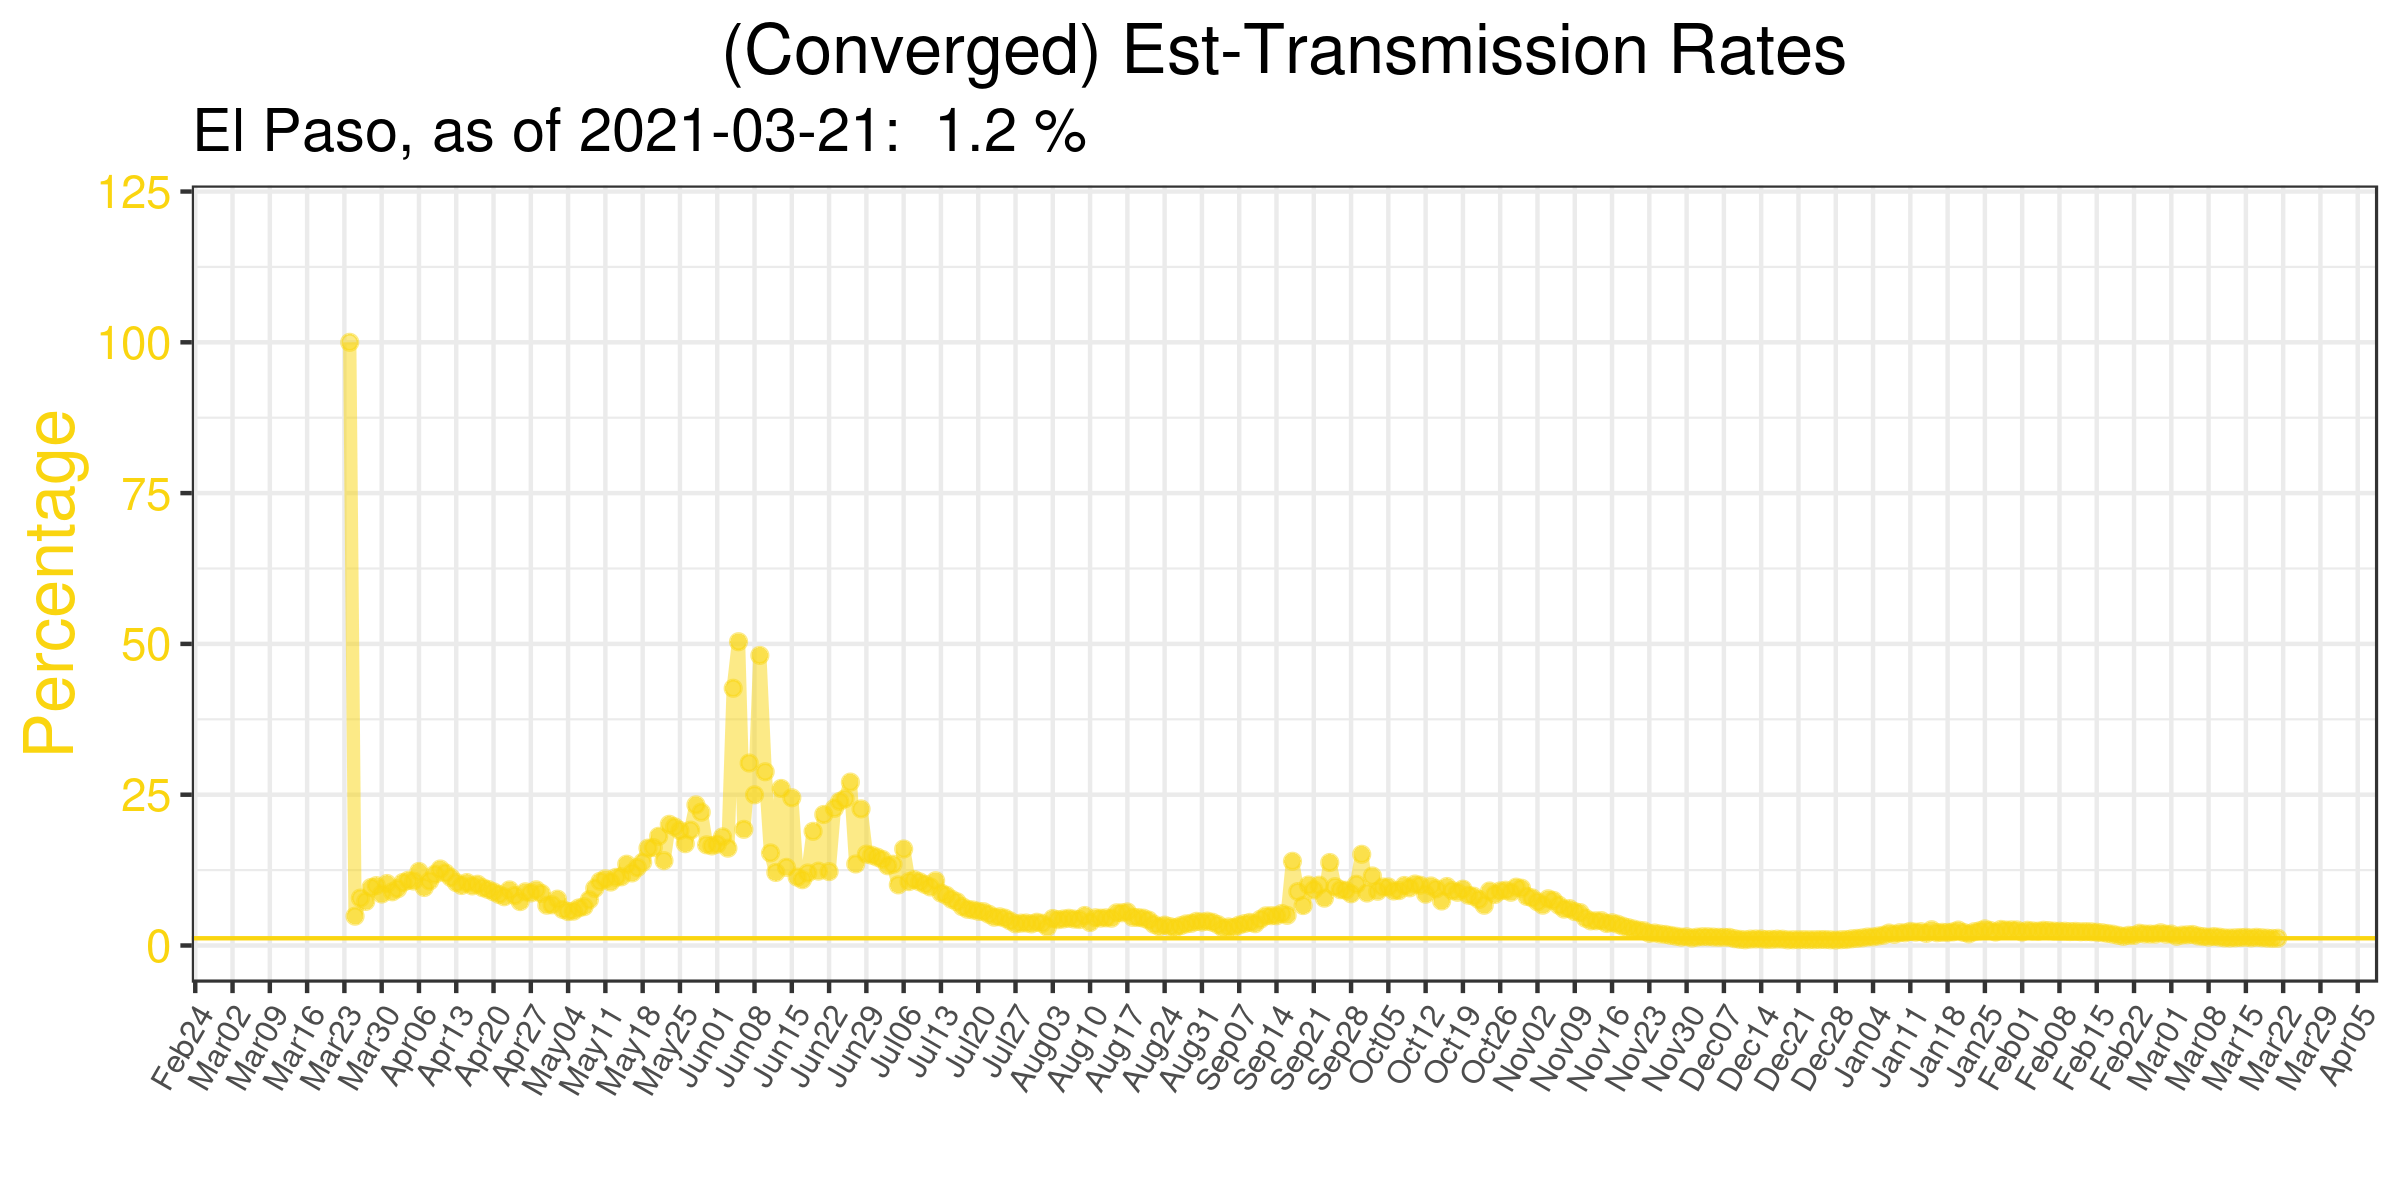 (Converged) Est-Transmission Rates
El Paso, as of 2021-03-21:  1.2 %
Percentage
125
100
75
50
25
0
Feb24 Mar02 Mar09 Mar16 Mar23 Mar30 Apr06 Apr13 Apr20 Apr27 May04 May11 May18 May25 Jun01 Jun08 Jun15 Jun22 Jun29 Jul06 Jul13 Jul20 Jul27 Aug03 Aug10 Aug17 Aug24 Aug31 Sep07 Sep14 Sep21 Sep28 Oct05 Oct12 Oct19 Oct26 Nov02 Nov09 Nov16 Nov23 Nov30 Dec07 Dec14 Dec21 Dec28 Jan04 Jan11 Jan18 Jan25 Feb01 Feb08 Feb15 Feb22 Mar01 Mar08 Mar15 Mar22 Mar29 Apr05